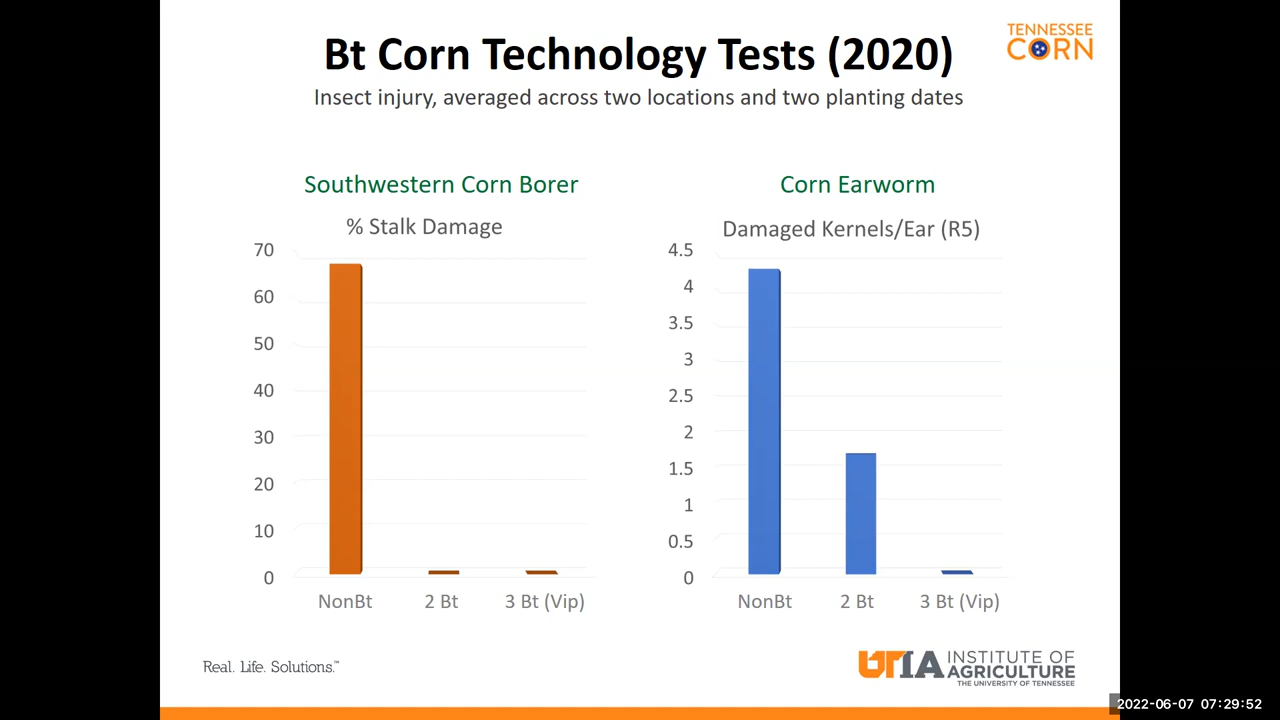 Bt Corn Technology Tests (2020)
TENNESSEE
CORN
Insect injury, averaged across two locations and two planting dates
Southwestern Corn Borer
% Stalk Damage
70
60
50
40
30
20
10
0
NonBt 2 Bt 3 Bt (Vip)
Corn Earworm
Damaged Kernels/Ear (R5)
4.5
4
3.5
3
2.5
2
1.5
1
0.5
0
NonBt 2 Bt 3 Bt (Vip)
Real. Life. Solutions.™
UTIA INSTITUTE OF
AGRICULTURE
THE UNIVERSITY OF TENNESSEE
2022-06-07 07:29:52